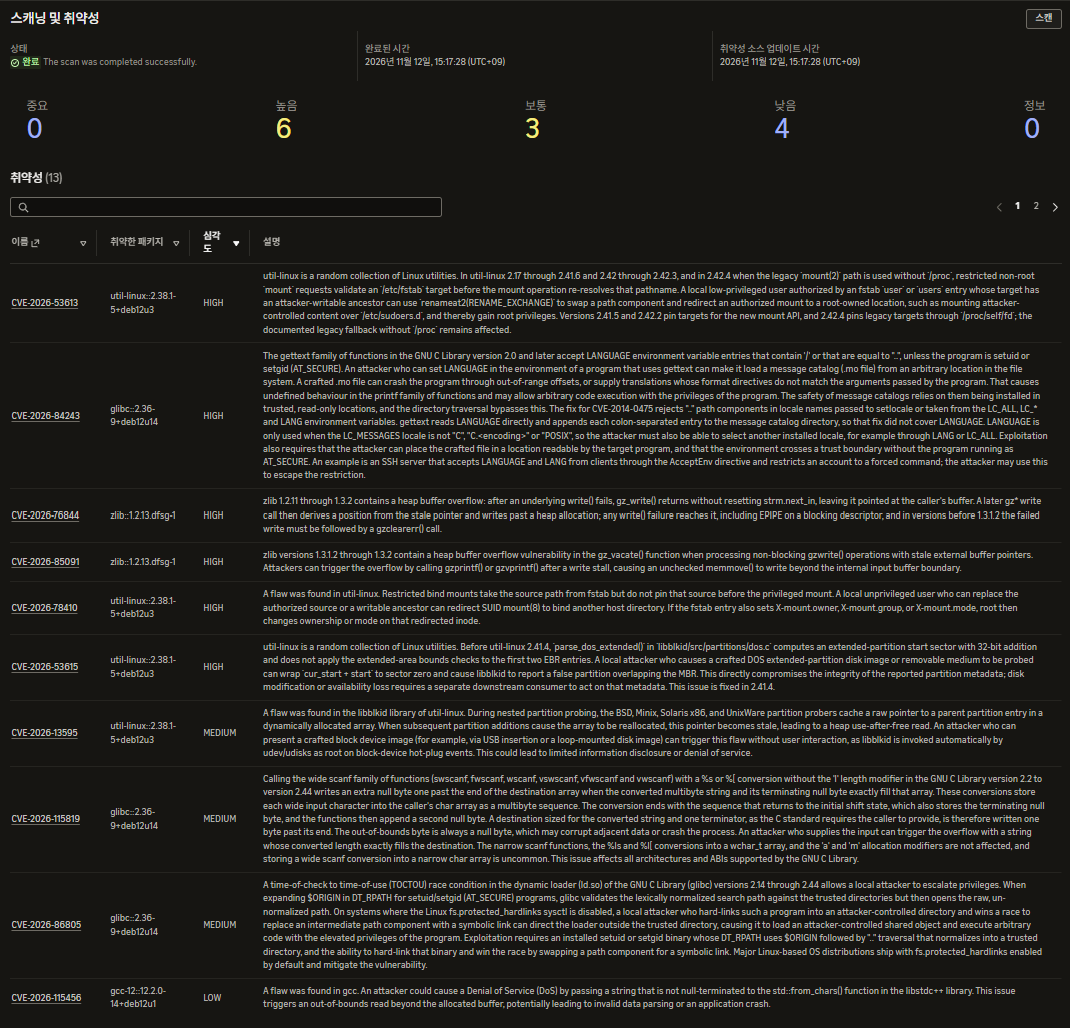 스캐닝 및 취약성
스캔
상태
완료 The scan was completed successfully.
완료된 시간
2026년 11월 12일, 15:17:28 (UTC+09)
취약성 소스 업데이트 시간
2026년 11월 12일, 15:17:28 (UTC+09)
중요
0
높음
6
보통
3
낮음
4
정보
0
취약성 (13)
1 2
이름
취약한 패키지
심각
도
설명
CVE-2026-53613
util-linux::2.38.1-
5+deb12u3
HIGH
util-linux is a random collection of Linux utilities. In util-linux 2.17 through 2.41.6 and 2.42 through 2.42.3, and in 2.42.4 when the legacy `mount(2)` path is used without `/proc`, restricted non-root
`mount` requests validate an `/etc/fstab` target before the mount operation re-resolves that pathname. A local low-privileged user authorized by an fstab `user` or `users` entry whose target has
an attacker-writable ancestor can use `renameat2(RENAME_EXCHANGE)` to swap a path component and redirect an authorized mount to a root-owned location, such as mounting attacker-
controlled content over `/etc/sudoers.d`, and thereby gain root privileges. Versions 2.41.5 and 2.42.2 pin targets for the new mount API, and 2.42.4 pins legacy targets through `/proc/self/fd`; the
documented legacy fallback without `/proc` remains affected.
CVE-2026-84243
glibc::2.36-
9+deb12u14
HIGH
The gettext family of functions in the GNU C Library version 2.0 and later accept LANGUAGE environment variable entries that contain '/' or that are equal to "..", unless the program is setuid or
setgid (AT_SECURE). An attacker who can set LANGUAGE in the environment of a program that uses gettext can make it load a message catalog (.mo file) from an arbitrary location in the file
system. A crafted .mo file can crash the program through out-of-range offsets, or supply translations whose format directives do not match the arguments passed by the program. That causes
undefined behaviour in the printf family of functions and may allow arbitrary code execution with the privileges of the program. The safety of message catalogs relies on them being installed in
trusted, read-only locations, and the directory traversal bypasses this. The fix for CVE-2014-0475 rejects ".." path components in locale names passed to setlocale or taken from the LC_ALL, LC_*
and LANG environment variables. gettext reads LANGUAGE directly and appends each colon-separated entry to the message catalog directory, so that fix did not cover LANGUAGE. LANGUAGE is
only used when the LC_MESSAGES locale is not "C", "C.<encoding>" or "POSIX", so the attacker must also be able to select another installed locale, for example through LANG or LC_ALL. Exploitation
also requires that the attacker can place the crafted file in a location readable by the target program, and that the environment crosses a trust boundary without the program running as
AT_SECURE. An example is an SSH server that accepts LANGUAGE and LANG from clients through the AcceptEnv directive and restricts an account to a forced command; the attacker may use this
to escape the restriction.
CVE-2026-76844
zlib::1.2.13.dfsg-1
HIGH
zlib 1.2.11 through 1.3.2 contains a heap buffer overflow: after an underlying write() fails, gz_write() returns without resetting strm.next_in, leaving it pointed at the caller's buffer. A later gz* write
call then derives a position from the stale pointer and writes past a heap allocation; any write() failure reaches it, including EPIPE on a blocking descriptor, and in versions before 1.3.1.2 the failed
write must be followed by a gzclearerr() call.
CVE-2026-85091
zlib::1.2.13.dfsg-1
HIGH
zlib versions 1.3.1.2 through 1.3.2 contain a heap buffer overflow vulnerability in the gz_vacate() function when processing non-blocking gzwrite() operations with stale external buffer pointers.
Attackers can trigger the overflow by calling gzprintf() or gzvprintf() after a write stall, causing an unchecked memmove() to write beyond the internal input buffer boundary.
CVE-2026-78410
util-linux::2.38.1-
5+deb12u3
HIGH
A flaw was found in util-linux. Restricted bind mounts take the source path from fstab but do not pin that source before the privileged mount. A local unprivileged user who can replace the
authorized source or a writable ancestor can redirect SUID mount(8) to bind another host directory. If the fstab entry also sets X-mount.owner, X-mount.group, or X-mount.mode, root then
changes ownership or mode on that redirected inode.
CVE-2026-53615
util-linux::2.38.1-
5+deb12u3
HIGH
util-linux is a random collection of Linux utilities. Before util-linux 2.41.4, `parse_dos_extended()` in `libblkid/src/partitions/dos.c` computes an extended-partition start sector with 32-bit addition
and does not apply the extended-area bounds checks to the first two EBR entries. A local attacker who causes a crafted DOS extended-partition disk image or removable medium to be probed
can wrap `cur_start + start` to sector zero and cause libblkid to report a false partition overlapping the MBR. This directly compromises the integrity of the reported partition metadata; disk
modification or availability loss requires a separate downstream consumer to act on that metadata. This issue is fixed in 2.41.4.
CVE-2026-13595
util-linux::2.38.1-
5+deb12u3
MEDIUM
A flaw was found in the libblkid library of util-linux. During nested partition probing, the BSD, Minix, Solaris x86, and UnixWare partition probers cache a raw pointer to a parent partition entry in a
dynamically allocated array. When subsequent partition additions cause the array to be reallocated, this pointer becomes stale, leading to a heap use-after-free read. An attacker who can
present a crafted block device image (for example, via USB insertion or a loop-mounted disk image) can trigger this flaw without user interaction, as libblkid is invoked automatically by
udev/udisks as root on block-device hot-plug events. This could lead to limited information disclosure or denial of service.
CVE-2026-115819
glibc::2.36-
9+deb12u14
MEDIUM
Calling the wide scanf family of functions (swscanf, fwscanf, wscanf, vswscanf, vfwscanf and vwscanf) with a %s or %[ conversion without the 'l' length modifier in the GNU C Library version 2.2 to
version 2.44 writes an extra null byte one past the end of the destination array when the converted multibyte string and its terminating null byte exactly fill that array. These conversions store
each wide input character into the caller's char array as a multibyte sequence. The conversion ends with the sequence that returns to the initial shift state, which also stores the terminating null
byte, and the functions then append a second null byte. A destination sized for the converted string and one terminator, as the C standard requires the caller to provide, is therefore written one
byte past its end. The out-of-bounds byte is always a null byte, which may corrupt adjacent data or crash the process. An attacker who supplies the input can trigger the overflow with a string
whose converted length exactly fills the destination. The narrow scanf functions, the %ls and %l[ conversions into a wchar_t array, and the 'a' and 'm' allocation modifiers are not affected, and
storing a wide scanf conversion into a narrow char array is uncommon. This issue affects all architectures and ABIs supported by the GNU C Library.
CVE-2026-86805
glibc::2.36-
9+deb12u14
MEDIUM
A time-of-check to time-of-use (TOCTOU) race condition in the dynamic loader (ld.so) of the GNU C Library (glibc) versions 2.14 through 2.44 allows a local attacker to escalate privileges. When
expanding $ORIGIN in DT_RPATH for setuid/setgid (AT_SECURE) programs, glibc validates the lexically normalized search path against the trusted directories but then opens the raw, un-
normalized path. On systems where the Linux fs.protected_hardlinks sysctl is disabled, a local attacker who hard-links such a program into an attacker-controlled directory and wins a race to
replace an intermediate path component with a symbolic link can direct the loader outside the trusted directory, causing it to load an attacker-controlled shared object and execute arbitrary
code with the elevated privileges of the program. Exploitation requires an installed setuid or setgid binary whose DT_RPATH uses $ORIGIN followed by ".." traversal that normalizes into a trusted
directory, and the ability to hard-link that binary and win the race by swapping a path component for a symbolic link. Major Linux-based OS distributions ship with fs.protected_hardlinks enabled
by default and mitigate the vulnerability.
CVE-2026-115456
gcc-12::12.2.0-
14+deb12u1
LOW
A flaw was found in gcc. An attacker could cause a Denial of Service (DoS) by passing a string that is not null-terminated to the std::from_chars() function in the libstdc++ library. This issue
triggers an out-of-bounds read beyond the allocated buffer, potentially leading to invalid data parsing or an application crash.